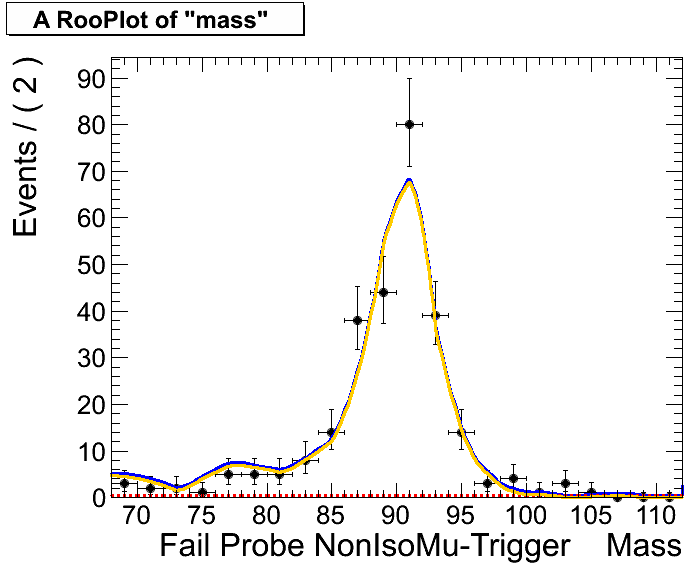 A RooPlot of "mass"
Events / ( 2 )
90
80
70
60
50
40
30
20
10
0
70 75 80 85 90 95 100 105 110
Fail Probe NonIsoMu-Trigger Mass